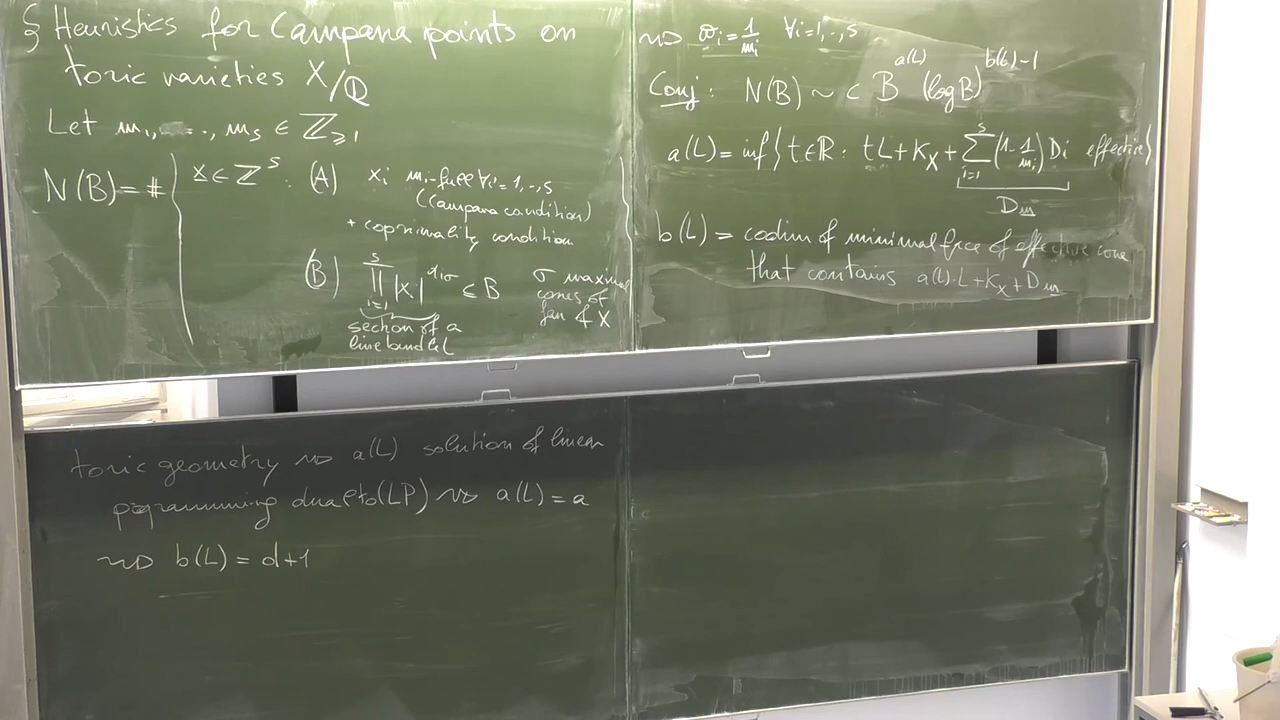 § Heuristics for Campana points on
toric varieties X/Q
Let m₁, ..., mₛ ∈ ℤ≥₁
N(B) = # { x ∈ ℤˢ : (A) xᵢ mᵢ-full ∀i=1,..,s
(Campana condition)
+ coprimality condition
(B) ∏ᵢ₌₁ˢ |xᵢ|^{αᵢσ} ≤ B σ maximal
cones of
fan of X }
section of a
line bundle L
⇝ ϖᵢ = 1/mᵢ ∀i=1,..,s
Conj: N(B) ~ c B^{a(L)} (log B)^{b(L)-1}
a(L) = inf { t ∈ ℝ : tL + K_X + ∑ᵢ₌₁ˢ (1 - 1/mᵢ) Dᵢ effective }
D_m
b(L) = codim of minimal face of effective cone
that contains a(L)·L + K_X + D_m
toric geometry ⇝ a(L) solution of linear
programming dual to (LP) ⇝ a(L) = a
⇝ b(L) = d+1